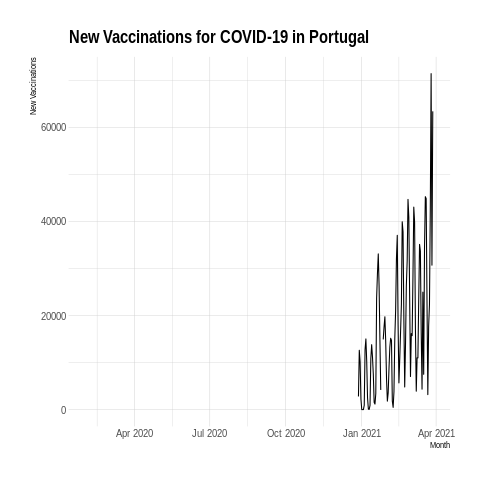 New Vaccinations for COVID-19 in Portugal
New Vaccinations
60000
40000
20000
0
Apr 2020 Jul 2020 Oct 2020 Jan 2021 Apr 2021
Month